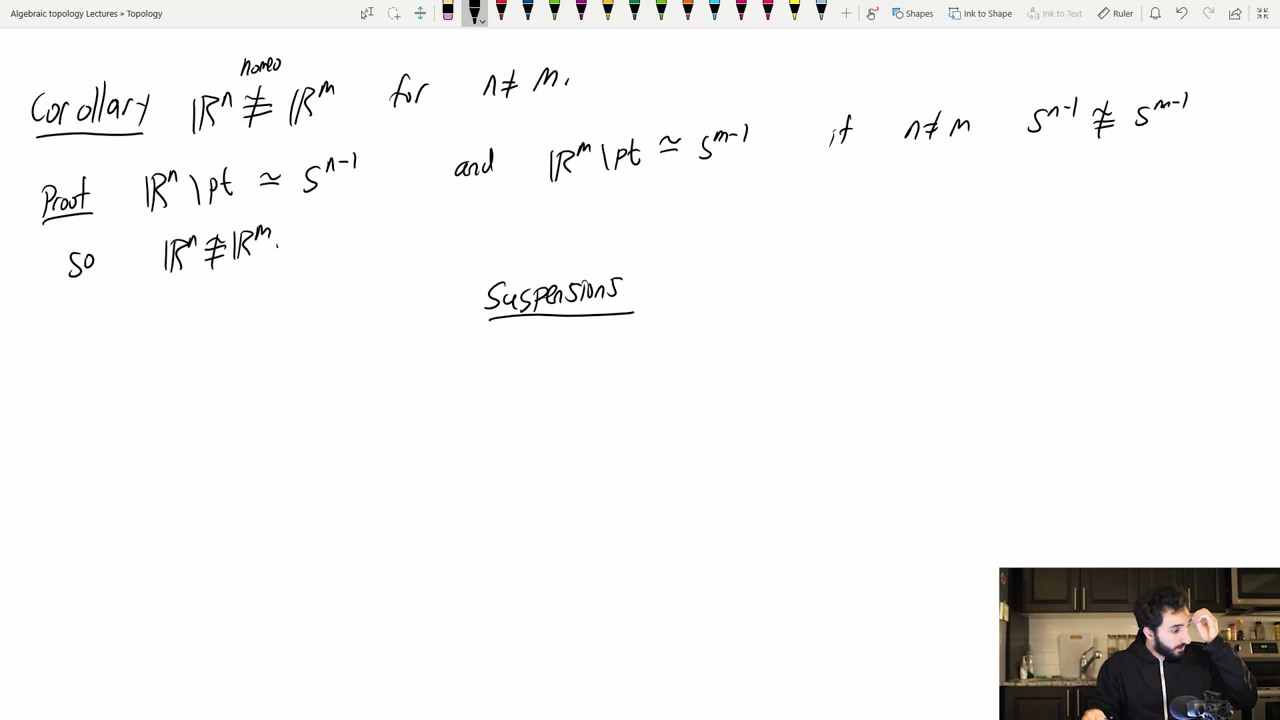 Algebraic topology Lectures » Topology
Shapes
Ink to Shape
Ink to Text
Ruler
homeo
Corollary ℝⁿ ≇ ℝᵐ for n ≠ m.
Proof ℝⁿ \ pt ≃ Sⁿ⁻¹ and ℝᵐ \ pt ≃ Sᵐ⁻¹ if n ≠ m Sⁿ⁻¹ ≄ Sᵐ⁻¹
so ℝⁿ ≇ ℝᵐ.
Suspensions